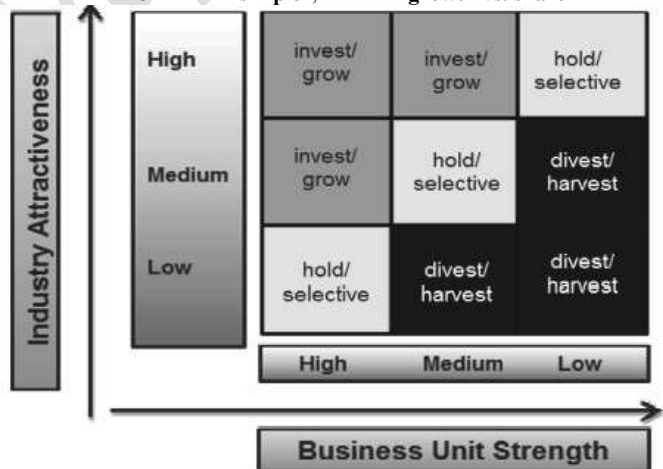 High
invest/
grow
invest/
grow
hold/
selective
Industry Attractiveness
Medium
invest/
grow
hold/
selective
divest/
harvest
Low
hold/
selective
divest/
harvest
divest/
harvest
High Medium Low
Business Unit Strength